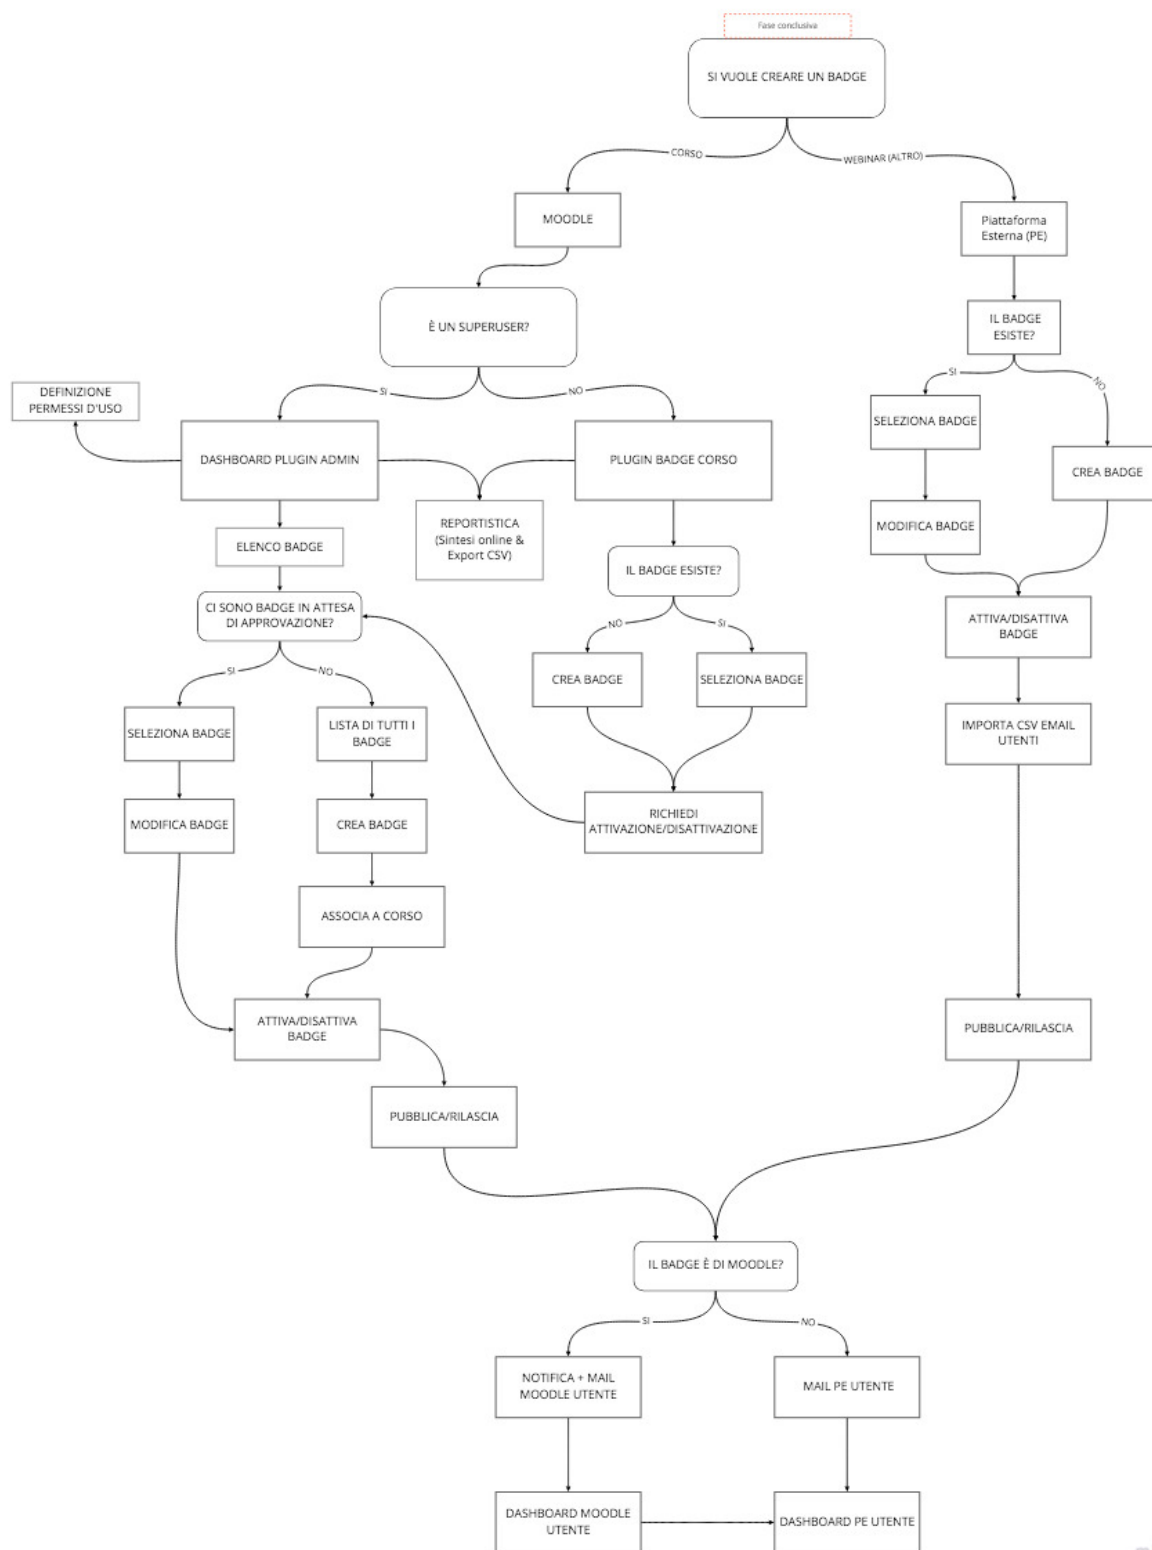 Fase conclusiva
SI VUOLE CREARE UN BADGE
CORSO
WEBINAR (ALTRO)
MOODLE
Piattaforma
Esterna (PE)
È UN SUPERUSER?
IL BADGE
ESISTE?
SI
NO
SI
NO
DEFINIZIONE
PERMESSI D'USO
SELEZIONA BADGE
DASHBOARD PLUGIN ADMIN
PLUGIN BADGE CORSO
CREA BADGE
REPORTISTICA
(Sintesi online &
Export CSV)
MODIFICA BADGE
ELENCO BADGE
IL BADGE ESISTE?
CI SONO BADGE IN ATTESA
DI APPROVAZIONE?
NO
SI
ATTIVA/DISATTIVA
BADGE
SI
NO
CREA BADGE
SELEZIONA BADGE
SELEZIONA BADGE
LISTA DI TUTTI I
BADGE
IMPORTA CSV EMAIL
UTENTI
MODIFICA BADGE
CREA BADGE
RICHIEDI
ATTIVAZIONE/DISATTIVAZIONE
ASSOCIA A CORSO
ATTIVA/DISATTIVA
BADGE
PUBBLICA/RILASCIA
PUBBLICA/RILASCIA
IL BADGE È DI MOODLE?
SI
NO
NOTIFICA + MAIL
MOODLE UTENTE
MAIL PE UTENTE
DASHBOARD MOODLE
UTENTE
DASHBOARD PE UTENTE